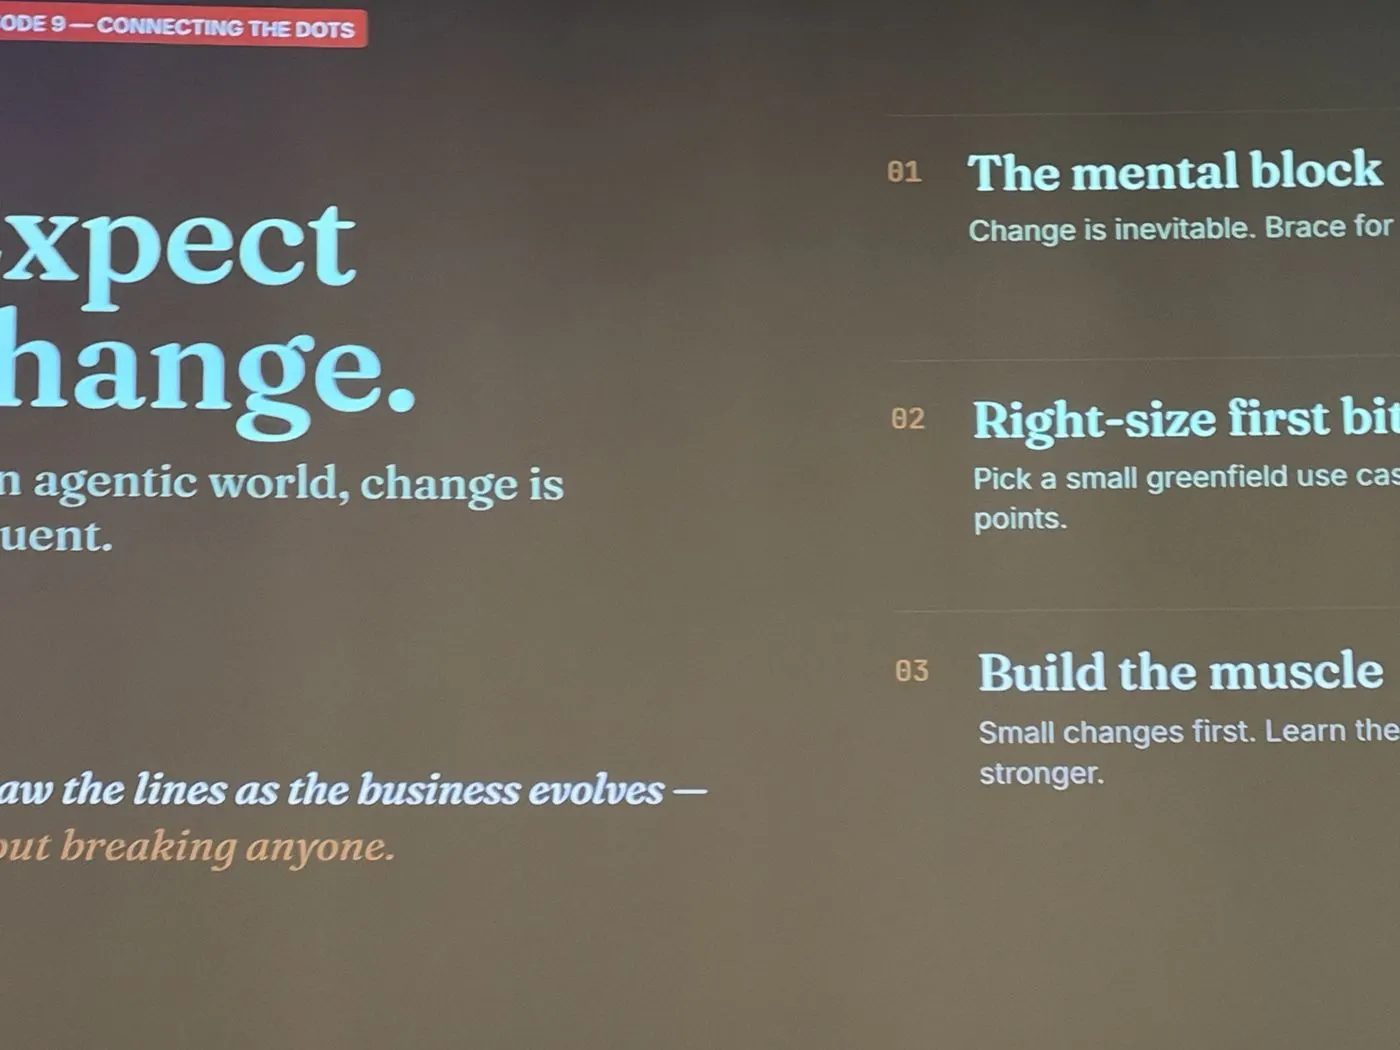 ODE 9 — CONNECTING THE DOTS
xpect
hange.
n agentic world, change is
uent.
aw the lines as the business evolves —
out breaking anyone.
01 The mental block
Change is inevitable. Brace for
02 Right-size first bit
Pick a small greenfield use cas
points.
03 Build the muscle
Small changes first. Learn the
stronger.